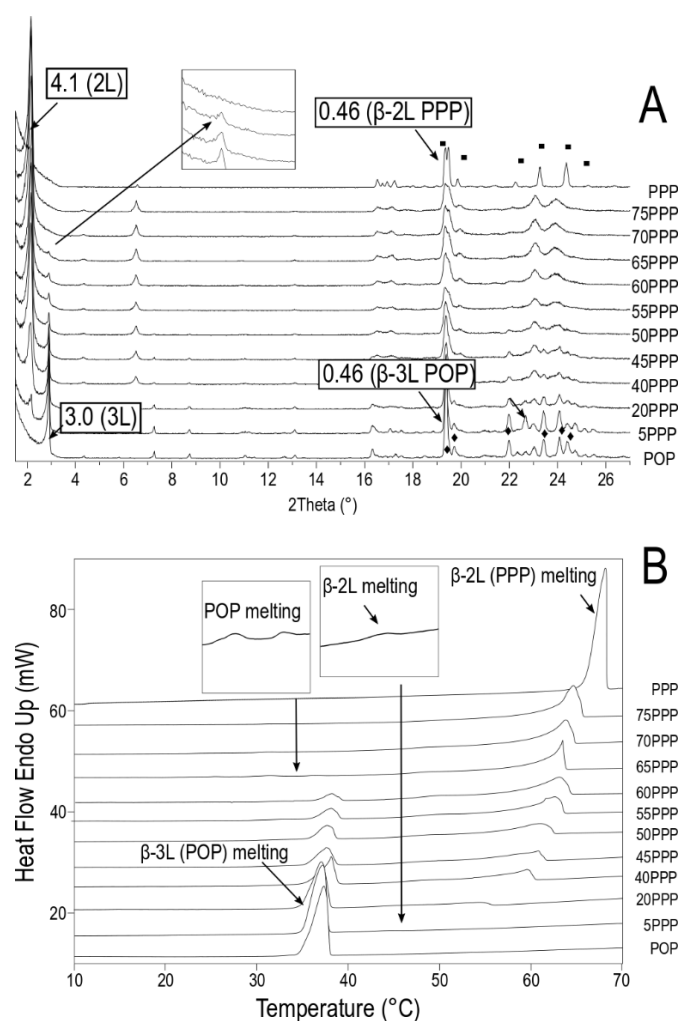 A
4.1 (2L)
0.46 (β-2L PPP)
PPP
75PPP
70PPP
65PPP
60PPP
55PPP
50PPP
45PPP
0.46 (β-3L POP)
40PPP
20PPP
3.0 (3L)
5PPP
POP
2 4 6 8 10 12 14 16 18 20 22 24 26
2Theta (°)
B
β-2L (PPP) melting
80
β-2L melting
POP melting
PPP
60
75PPP
70PPP
65PPP
60PPP
40
55PPP
50PPP
β-3L (POP) melting
45PPP
40PPP
20PPP
20
5PPP
POP
10 20 30 40 50 60 70
Temperature (°C)
Heat Flow Endo Up (mW)